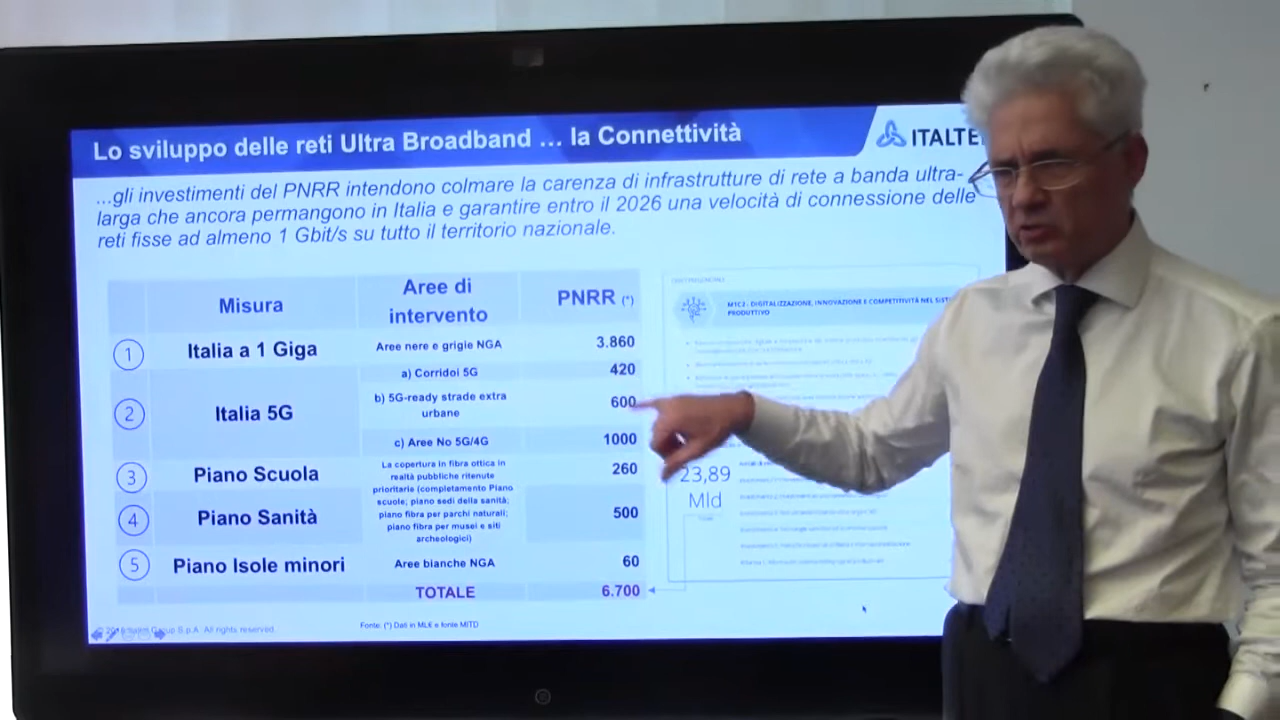 Lo sviluppo delle reti Ultra Broadband ... la Connettività
ITALTE
...gli investimenti del PNRR intendono colmare la carenza di infrastrutture di rete a banda ultra-
larga che ancora permangono in Italia e garantire entro il 2026 una velocità di connessione delle
reti fisse ad almeno 1 Gbit/s su tutto il territorio nazionale.
Misura
Aree di
intervento
PNRR (*)
1
Italia a 1 Giga
Aree nere e grigie NGA
3.860
2
Italia 5G
a) Corridoi 5G
420
b) 5G-ready strade extra
urbane
600
c) Aree No 5G/4G
1000
3
Piano Scuola
260
La copertura in fibra ottica in
realtà pubbliche ritenute
prioritarie (completamento Piano
scuole; piano sedi della sanità;
piano fibra per parchi naturali;
piano fibra per musei e siti
archeologici)
4
Piano Sanità
500
5
Piano Isole minori
Aree bianche NGA
60
TOTALE
6.700
M1C2 - DIGITALIZZAZIONE, INNOVAZIONE E COMPETITIVITÀ NEL
PRODUTTIVO
23,89
Mld
Group S.p.A. All rights reserved.
Fonte: (*) Dati in ML€ e fonte MITD